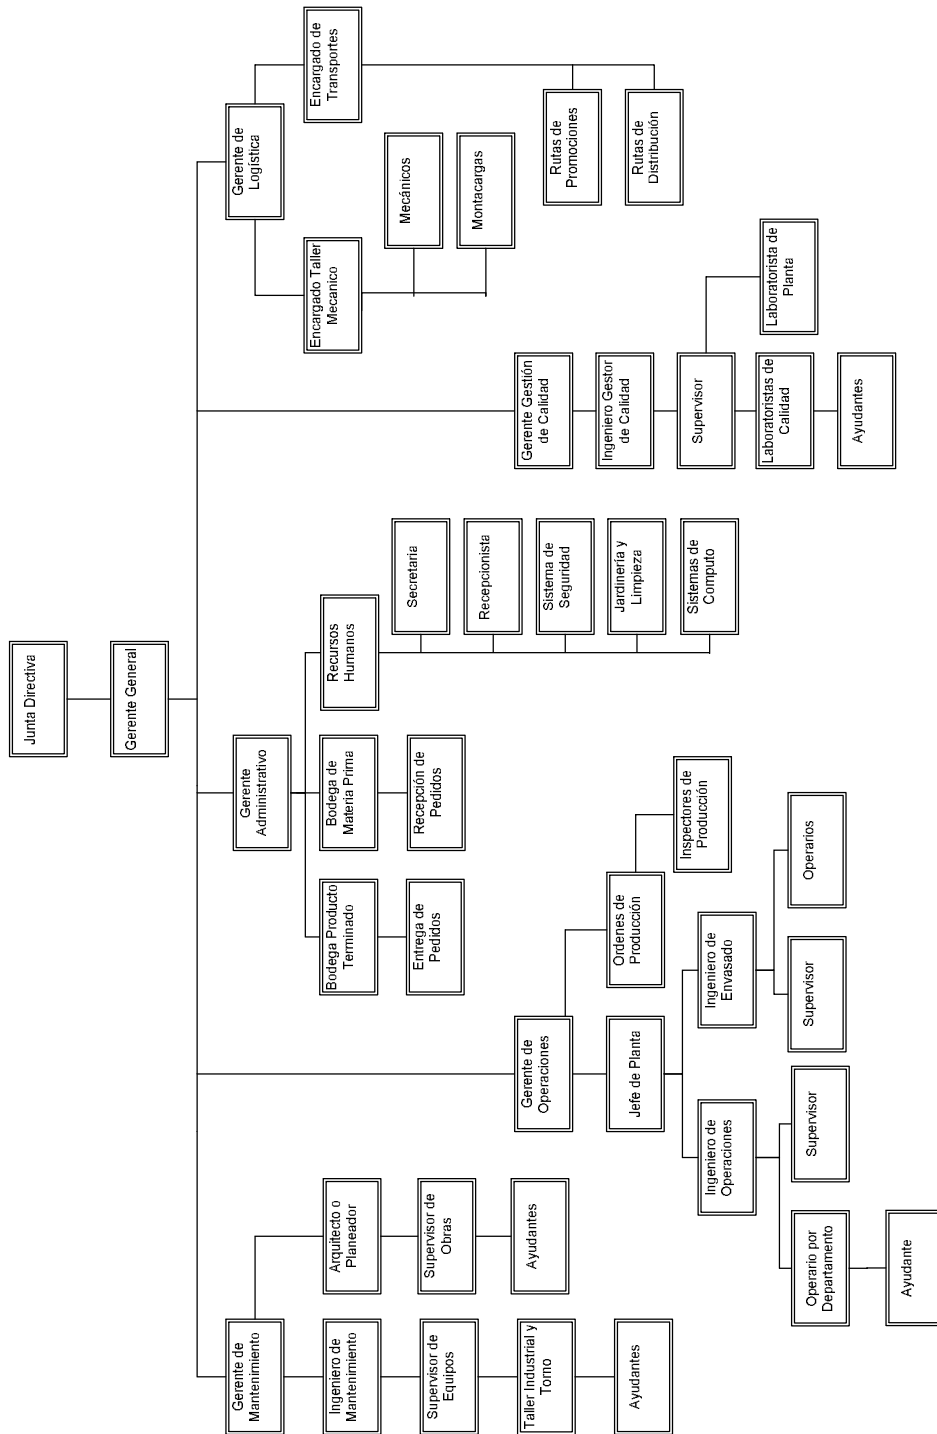 Junta Directiva
Gerente General
Gerente de
Mantenimiento
Ingeniero de
Mantenimiento
Supervisor de
Equipos
Taller Industrial y
Torno
Ayudantes
Arquitecto o
Planeador
Supervisor de
Obras
Ayudantes
Gerente de
Operaciones
Jefe de Planta
Ingeniero de
Operaciones
Operario por
Departamento
Ayudante
Supervisor
Ingeniero de
Envasado
Supervisor
Operarios
Ordenes de
Producción
Inspectores de
Producción
Gerente
Administrativo
Bodega Producto
Terminado
Entrega de
Pedidos
Bodega de
Materia Prima
Recepción de
Pedidos
Recursos
Humanos
Secretaria
Recepcionista
Sistema de
Seguridad
Jardinería y
Limpieza
Sistemas de
Computo
Gerente Gestión
de Calidad
Ingeniero Gestor
de Calidad
Supervisor
Laboratoristas de
Calidad
Ayudantes
Laboratorista de
Planta
Gerente de
Logística
Encargado Taller
Mecanico
Mecánicos
Montacargas
Encargado de
Transportes
Rutas de
Promociones
Rutas de
Distribución